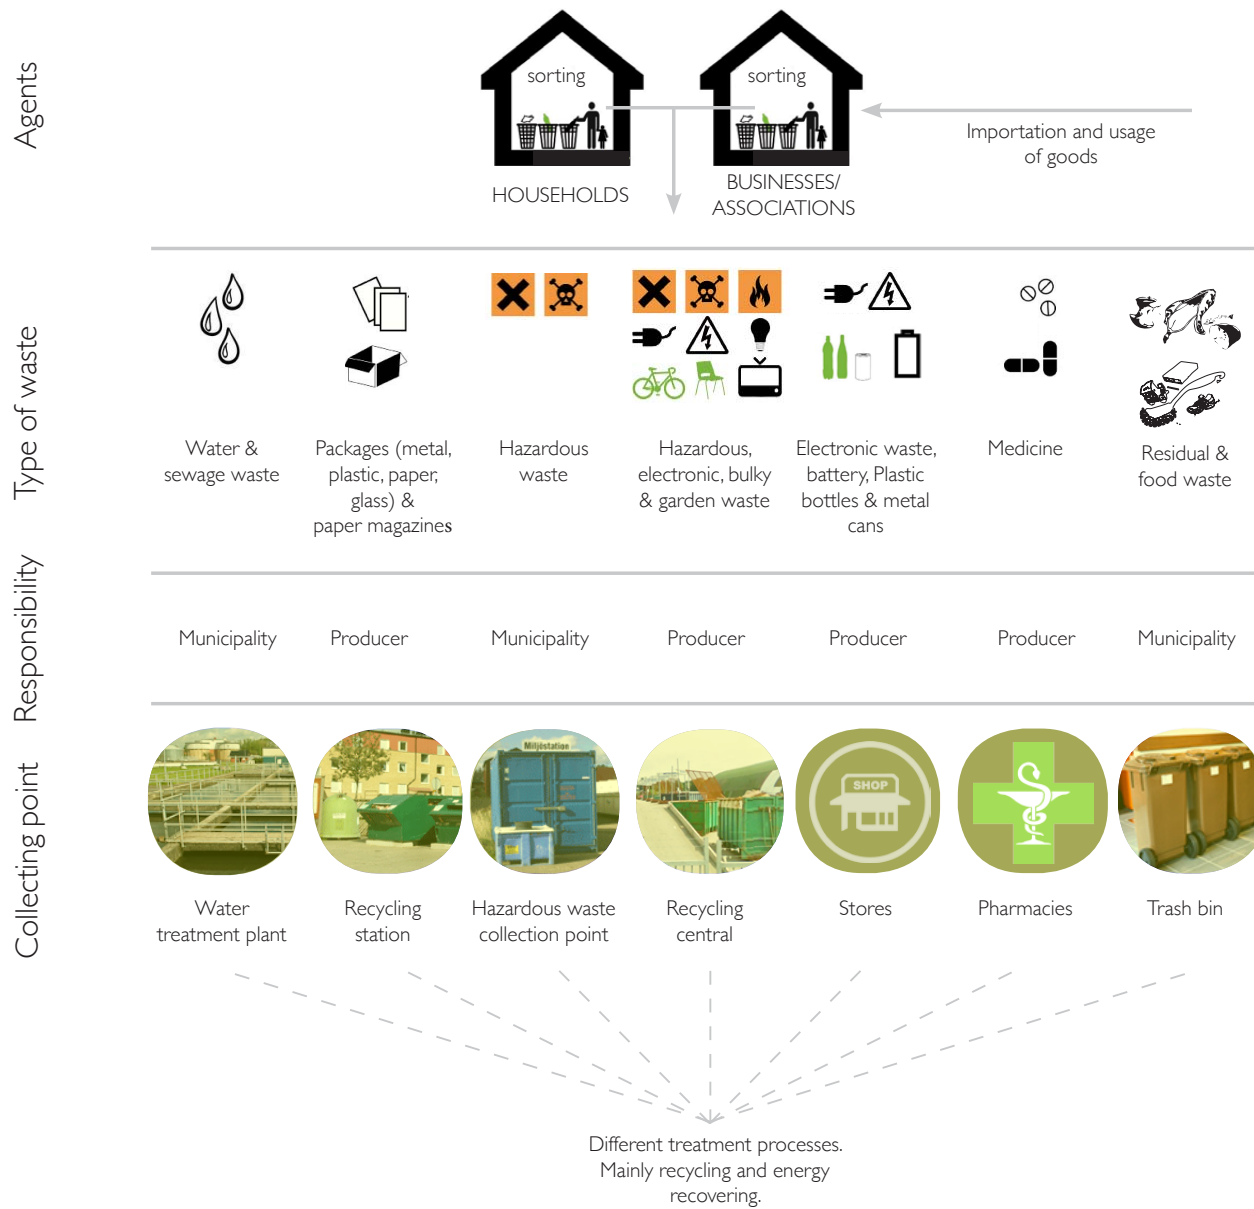 Agents
sorting
sorting
HOUSEHOLDS
BUSINESSES/
ASSOCIATIONS
Importation and usage
of goods
Type of waste
Water &
sewage waste
Packages (metal,
plastic, paper,
glass) &
paper magazines
Hazardous
waste
Hazardous,
electronic, bulky
& garden waste
Electronic waste,
battery, Plastic
bottles & metal
cans
Medicine
Residual &
food waste
Responsibility
Municipality
Producer
Municipality
Producer
Producer
Producer
Municipality
Collecting point
Miljöstation
SHOP
Water
treatment plant
Recycling
station
Hazardous waste
collection point
Recycling
central
Stores
Pharmacies
Trash bin
Different treatment processes.
Mainly recycling and energy
recovering.